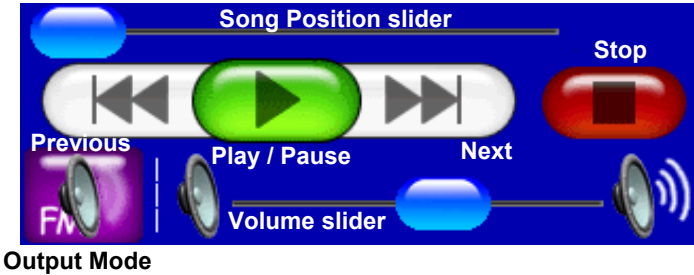 Song Position slider
Stop
Previous
Play / Pause
Next
FM
Volume slider
Output Mode